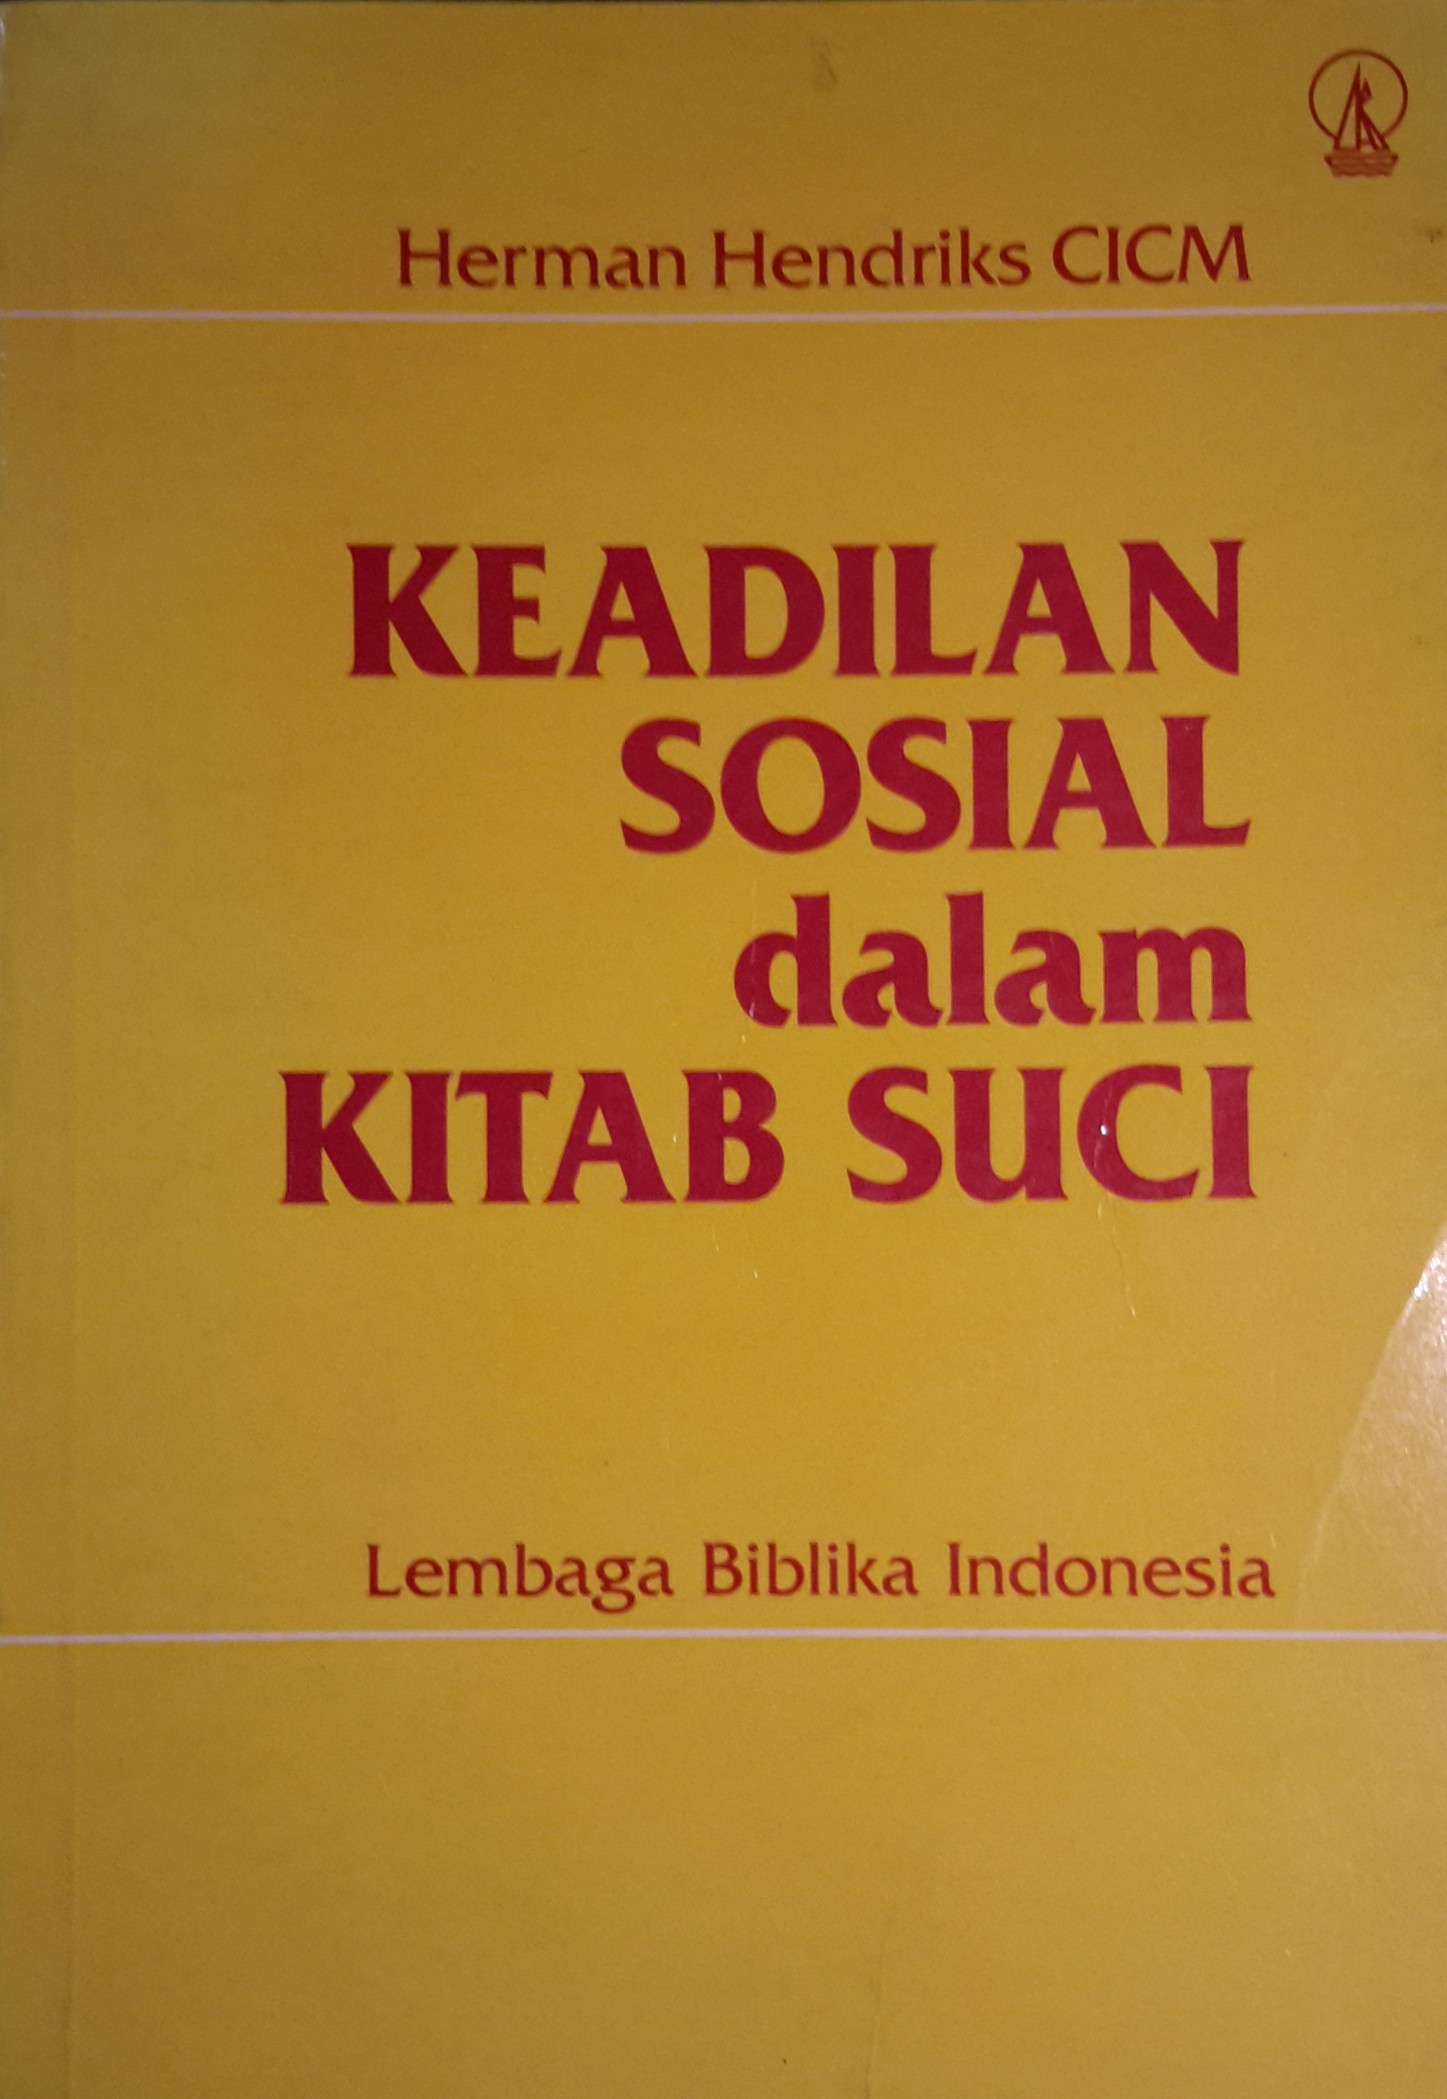 Herman Hendriks CICM
KEADILAN
SOSIAL
dalam
KITAB SUCI
Lembaga Biblika Indonesia